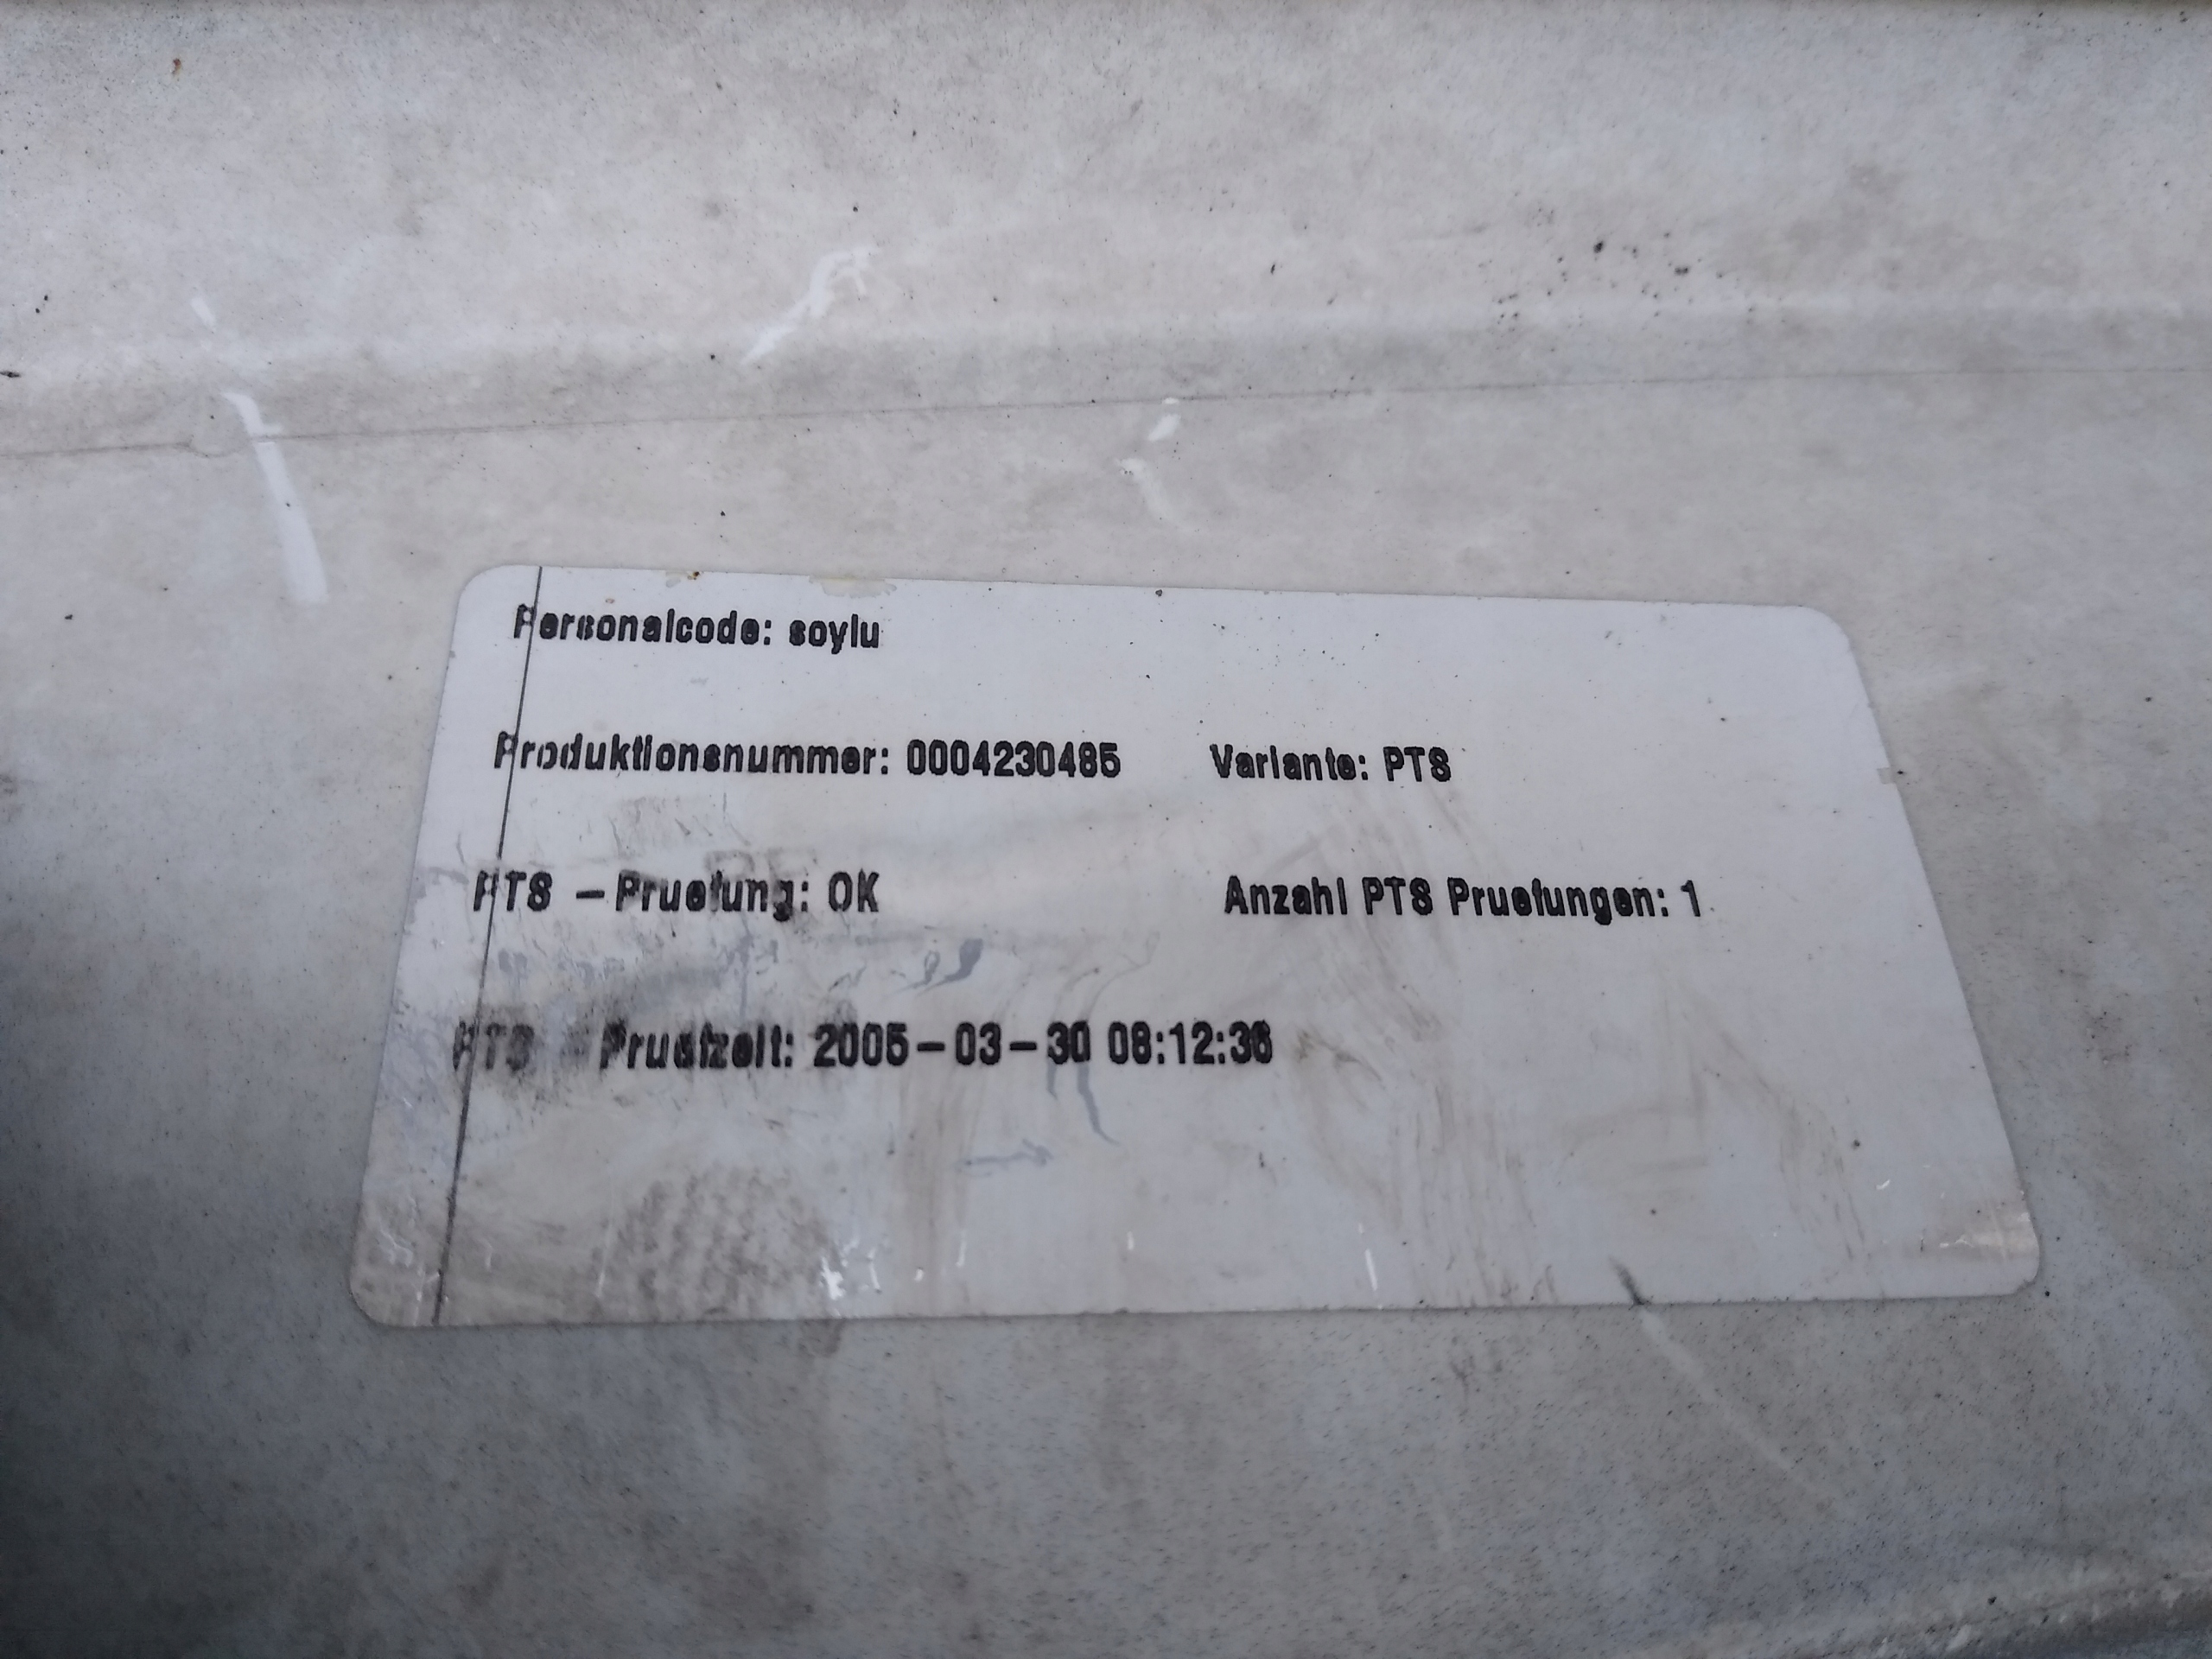 Personalcode: soylu
Produktionsnummer: 0004230485 Variante: PTS
PTS - Pruefung: OK Anzahl PTS Pruefungen: 1
PTS - Pruefzeit: 2005-03-30 08:12:36